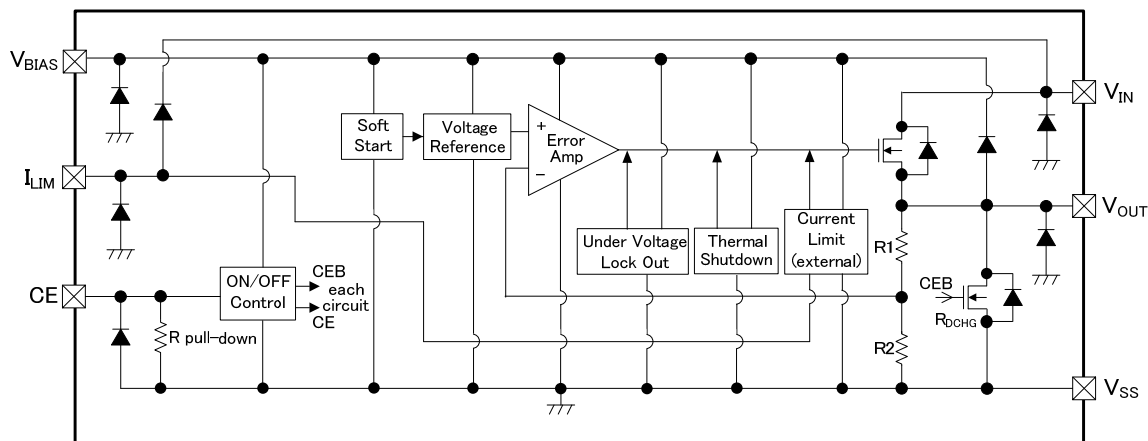 VBIAS
VIN
Soft
Start
Voltage
Reference
+
Error
Amp
−
ILIM
VOUT
Under Voltage
Lock Out
Thermal
Shutdown
Current
Limit
(external)
R1
CE
ON/OFF
Control
CEB
each
circuit
CE
CEB
RDCHG
R pull-down
R2
VSS